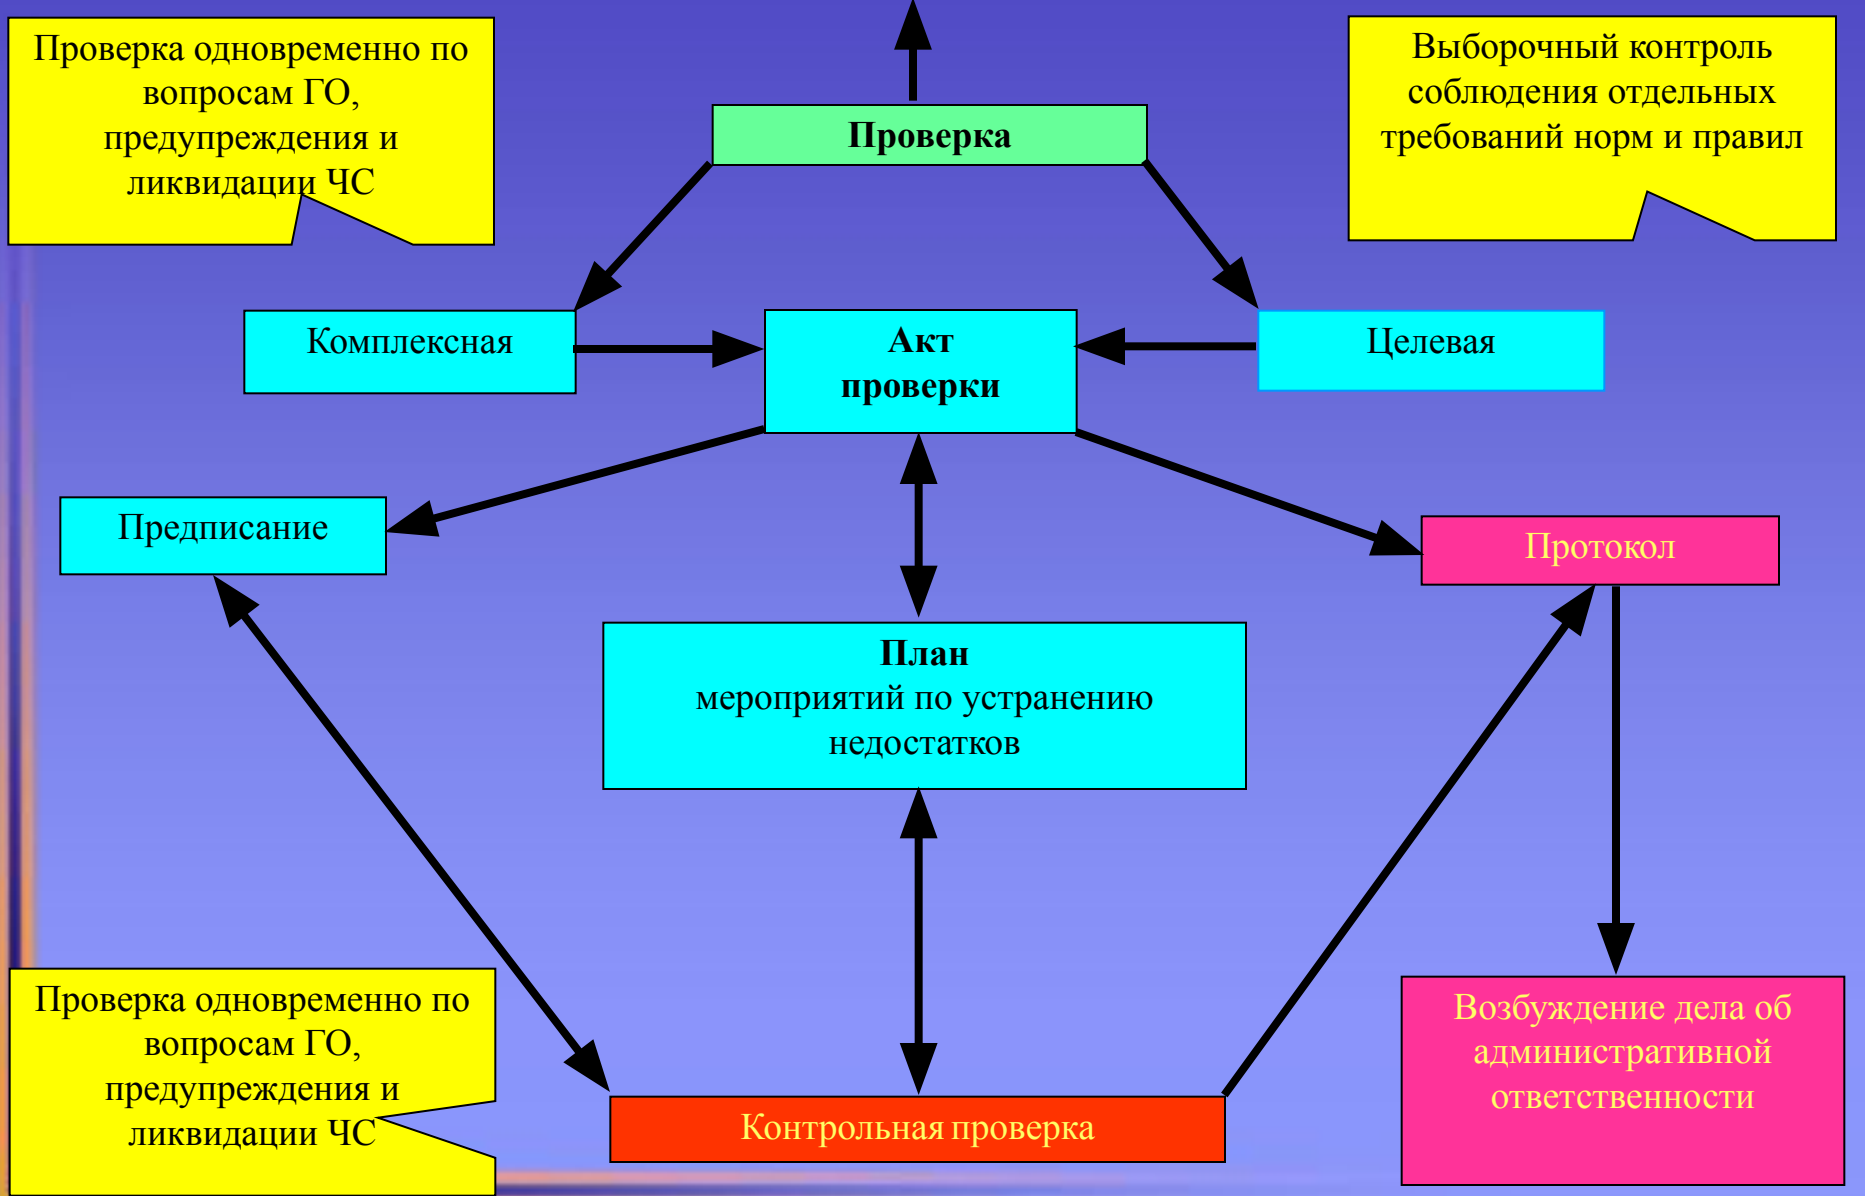 Проверка одновременно по
вопросам ГО,
предупреждения и
ликвидации ЧС
Проверка
Выборочный контроль
соблюдения отдельных
требований норм и правил
Комплексная
Акт
проверки
Целевая
Предписание
Протокол
План
мероприятий по устранению
недостатков
Проверка одновременно по
вопросам ГО,
предупреждения и
ликвидации ЧС
Контрольная проверка
Возбуждение дела об
административной
ответственности